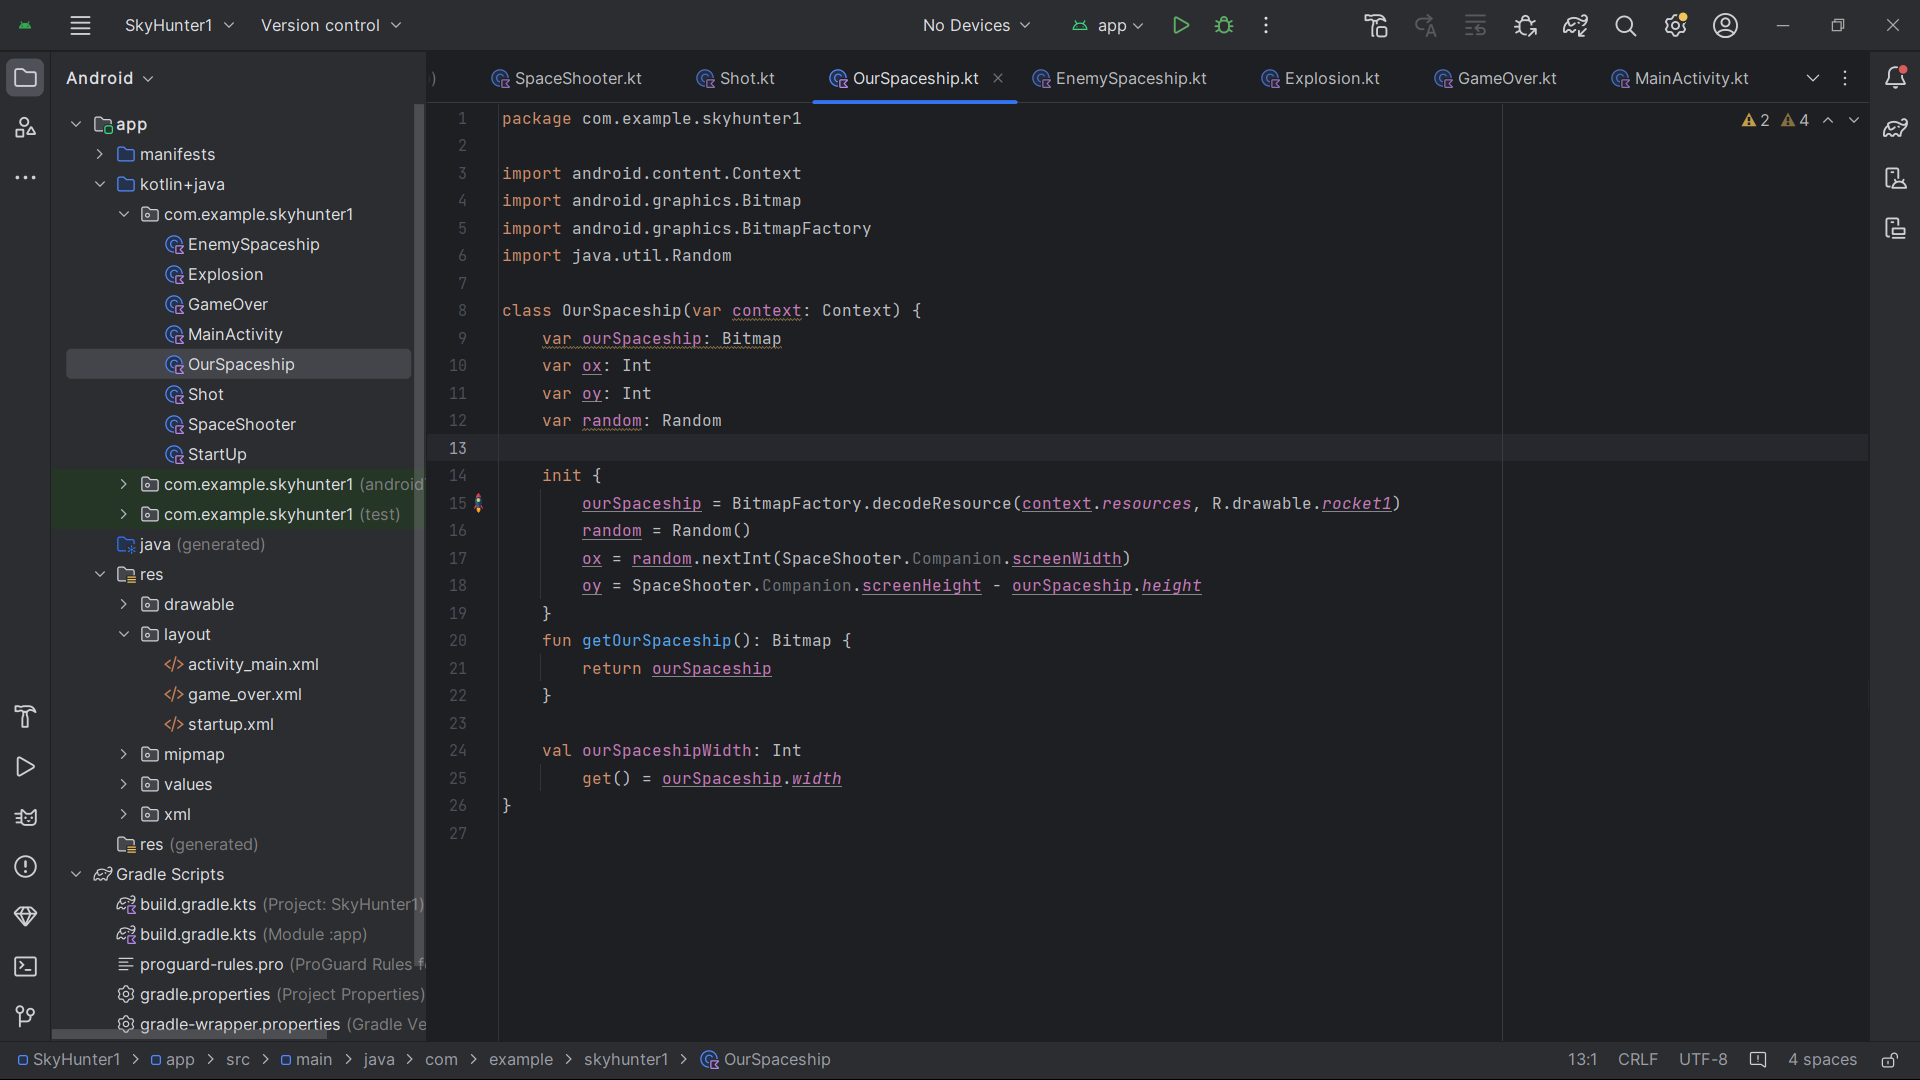 SkyHunter1
Version control
No Devices
app
Android
)
SpaceShooter.kt
Shot.kt
OurSpaceship.kt
EnemySpaceship.kt
Explosion.kt
GameOver.kt
MainActivity.kt
app
manifests
kotlin+java
com.example.skyhunter1
EnemySpaceship
Explosion
GameOver
MainActivity
OurSpaceship
Shot
SpaceShooter
StartUp
com.example.skyhunter1 (android
com.example.skyhunter1 (test)
java (generated)
res
drawable
layout
activity_main.xml
game_over.xml
startup.xml
mipmap
values
xml
res (generated)
Gradle Scripts
build.gradle.kts (Project: SkyHunter1)
build.gradle.kts (Module :app)
proguard-rules.pro (ProGuard Rules f
gradle.properties (Project Properties)
gradle-wrapper.properties (Gradle Ve
2 4
1 package com.example.skyhunter1
2
3 import android.content.Context
4 import android.graphics.Bitmap
5 import android.graphics.BitmapFactory
6 import java.util.Random
7
8 class OurSpaceship(var context: Context) {
9 var ourSpaceship: Bitmap
10 var ox: Int
11 var oy: Int
12 var random: Random
13
14 init {
15 ourSpaceship = BitmapFactory.decodeResource(context.resources, R.drawable.rocket1)
16 random = Random()
17 ox = random.nextInt(SpaceShooter.Companion.screenWidth)
18 oy = SpaceShooter.Companion.screenHeight - ourSpaceship.height
19 }
20 fun getOurSpaceship(): Bitmap {
21 return ourSpaceship
22 }
23
24 val ourSpaceshipWidth: Int
25 get() = ourSpaceship.width
26 }
27
SkyHunter1 > app > src > main > java > com > example > skyhunter1 > OurSpaceship
13:1 CRLF UTF-8 4 spaces